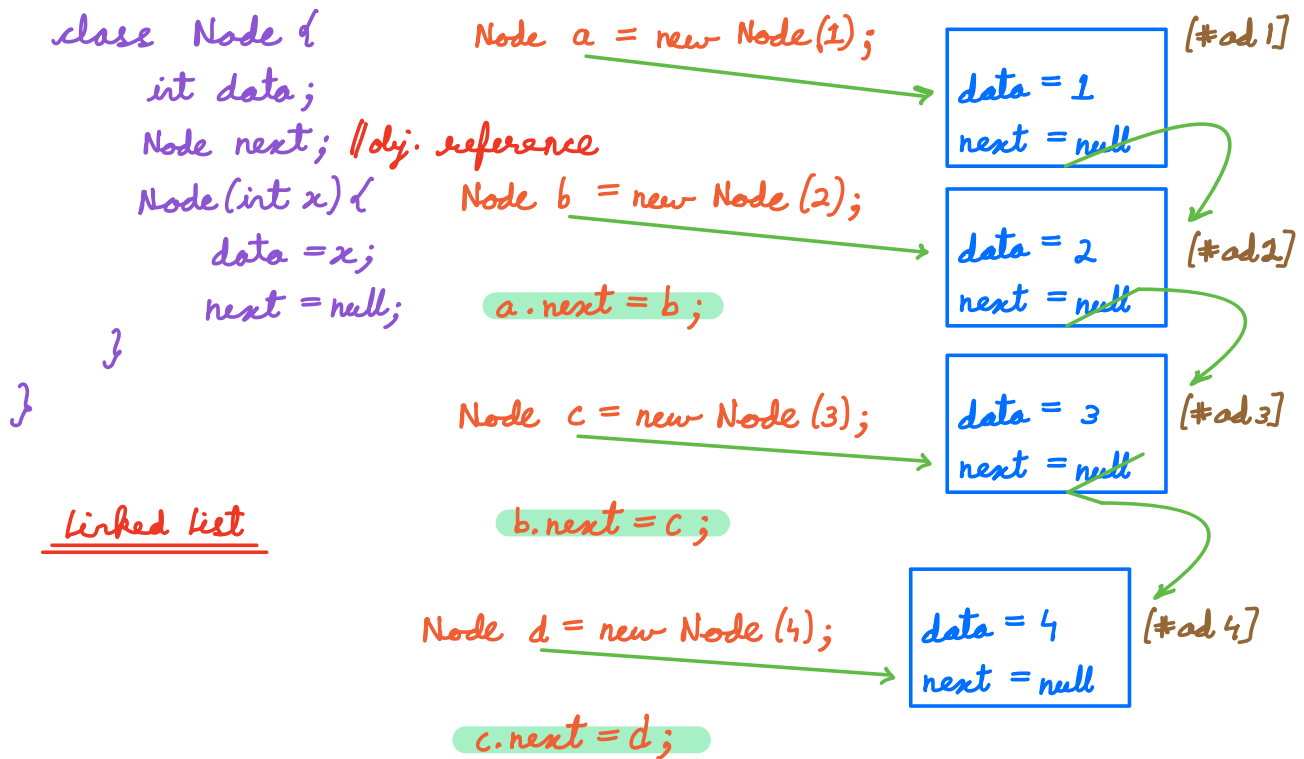 class Node {
int data;
Node next; //obj. reference
Node(int x) {
data = x;
next = null;
}
}
Linked List
Node a = new Node(1);
Node b = new Node(2);
a.next = b;
Node c = new Node(3);
b.next = c;
Node d = new Node(4);
c.next = d;
[#ad1]
data = 1
next = null
[#ad2]
data = 2
next = null
[#ad3]
data = 3
next = null
[#ad4]
data = 4
next = null